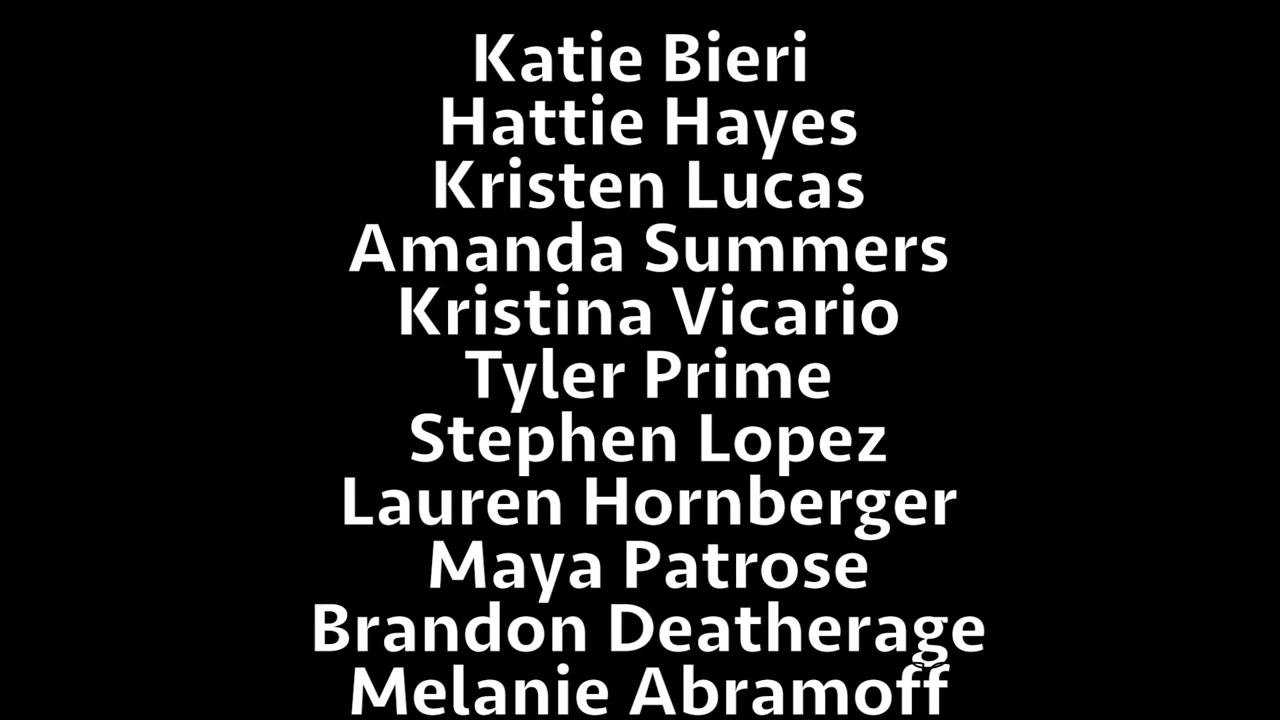 Katie Bieri
Hattie Hayes
Kristen Lucas
Amanda Summers
Kristina Vicario
Tyler Prime
Stephen Lopez
Lauren Hornberger
Maya Patrose
Brandon Deatherage
Melanie Abramoff